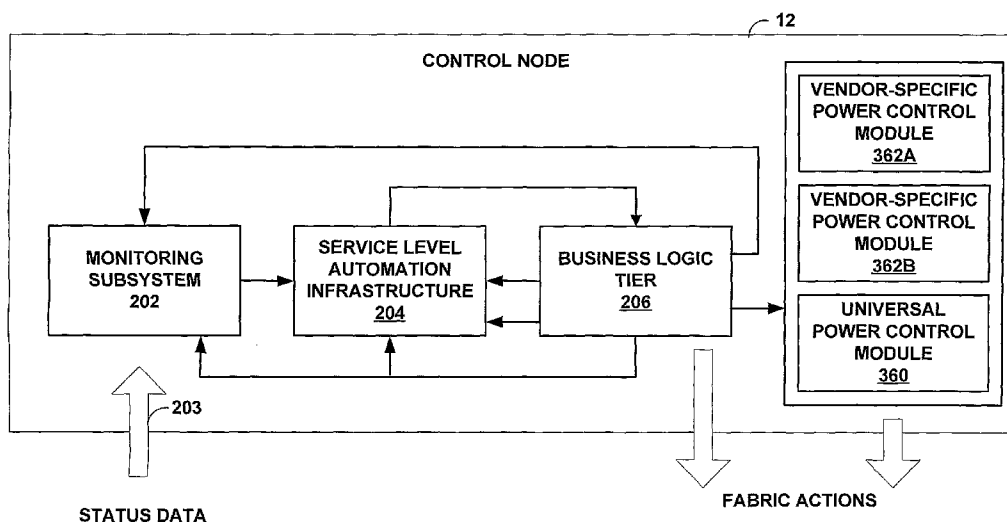 12
CONTROL NODE
VENDOR-SPECIFIC
POWER CONTROL
MODULE
362A
VENDOR-SPECIFIC
POWER CONTROL
MODULE
362B
UNIVERSAL
POWER CONTROL
MODULE
360
MONITORING
SUBSYSTEM
202
SERVICE LEVEL
AUTOMATION
INFRASTRUCTURE
204
BUSINESS LOGIC
TIER
206
203
STATUS DATA
FABRIC ACTIONS